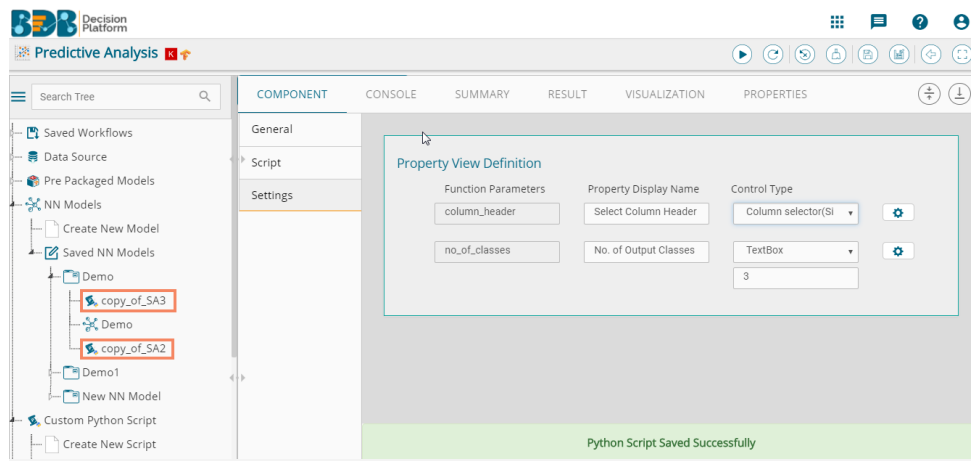 BDB Decision
Platform
Predictive Analysis K
Search Tree
COMPONENT CONSOLE SUMMARY RESULT VISUALIZATION PROPERTIES
Saved Workflows
Data Source
Pre Packaged Models
NN Models
Create New Model
Saved NN Models
Demo
copy_of_SA3
Demo
copy_of_SA2
Demo1
New NN Model
Custom Python Script
Create New Script
General
Script
Settings
Property View Definition
Function Parameters Property Display Name Control Type
column_header Select Column Header Column selector(Si
no_of_classes No. of Output Classes TextBox
3
Python Script Saved Successfully